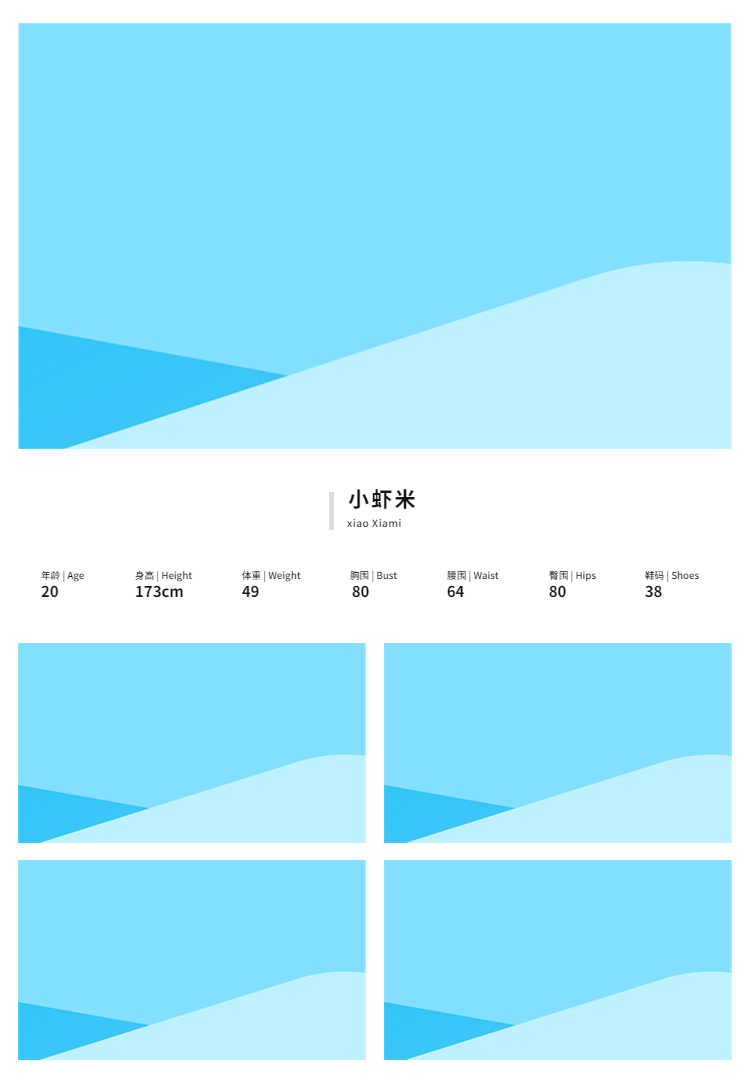 小虾米
xiao Xiami
年龄 | Age 身高 | Height 体重 | Weight 胸围 | Bust 腰围 | Waist 臀围 | Hips 鞋码 | Shoes
20 173cm 49 80 64 80 38